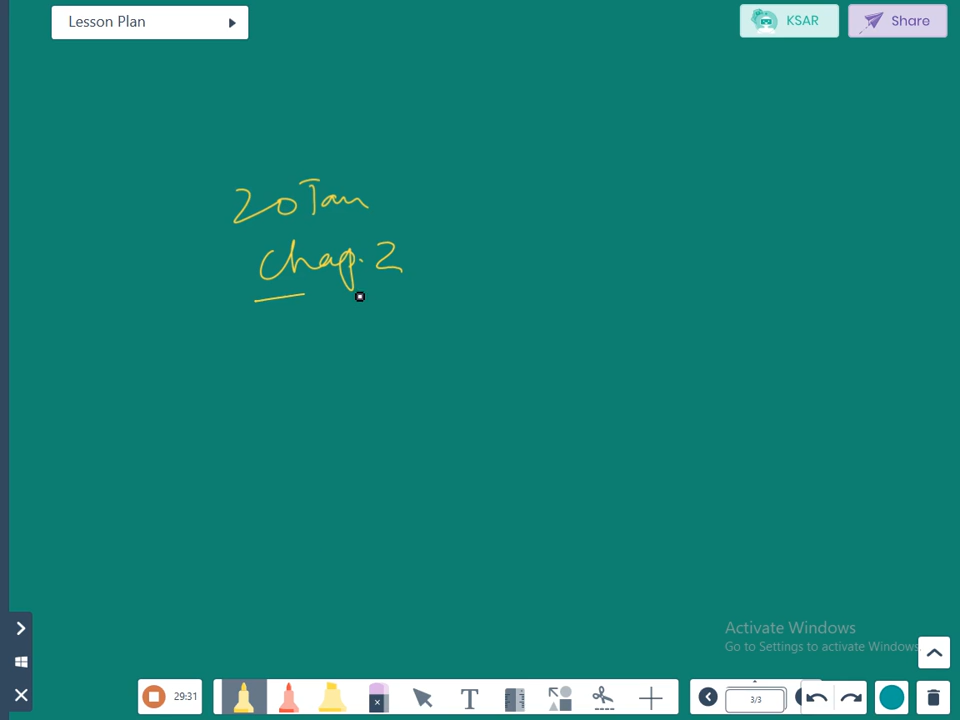 Lesson Plan
KSAR
Share
20 Jan
Chap. 2
Activate Windows
Go to Settings to activate Windows.
29:31
T
3/3